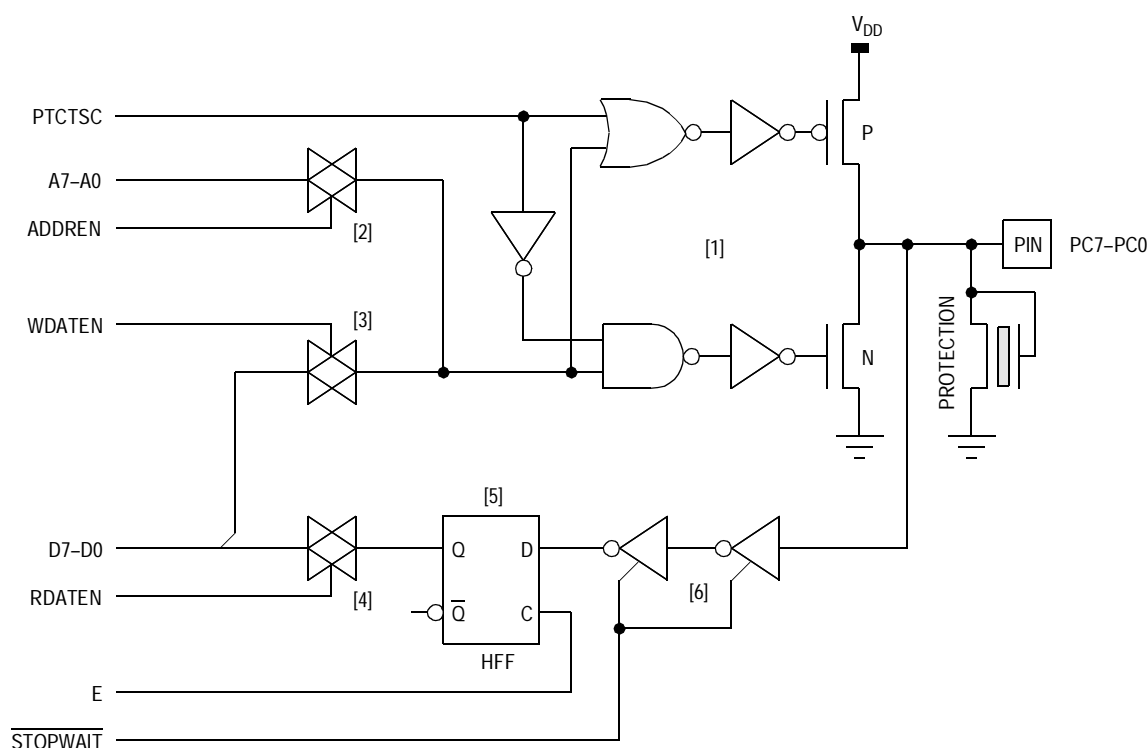 V_DD
PTCTSC
P
A7–A0
ADDREN
[2]
[1]
PIN
PC7–PC0
WDATEN
[3]
N
PROTECTION
[5]
D7–D0
Q
D
RDATEN
[4]
[6]
Q̅
C
HFF
E
S̅T̅O̅P̅W̅A̅I̅T̅